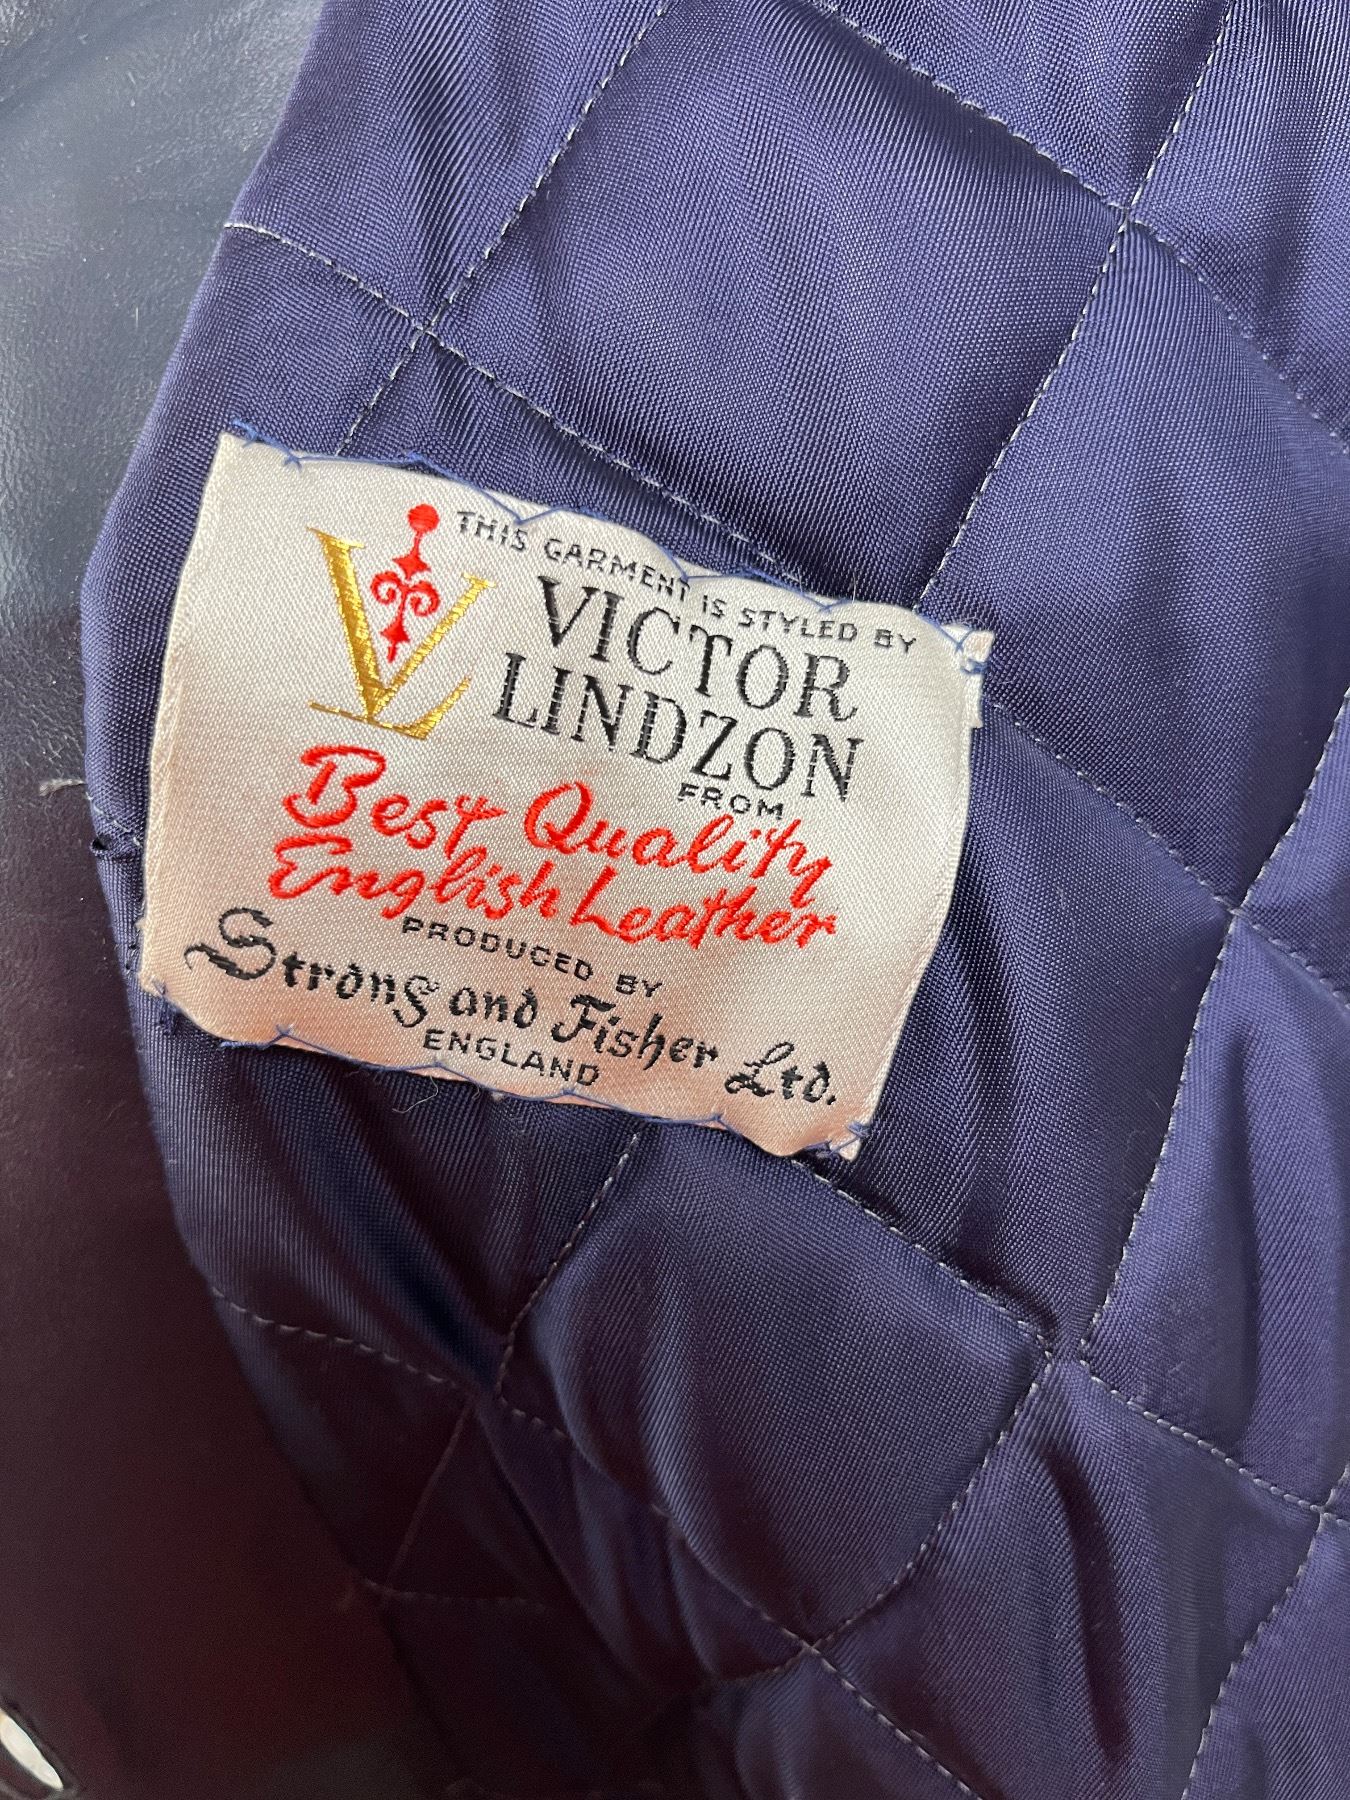 VL
THIS GARMENT IS STYLED BY
VICTOR
LINDZON
FROM
Best Quality
English Leather
PRODUCED BY
Strong and Fisher Ltd.
ENGLAND